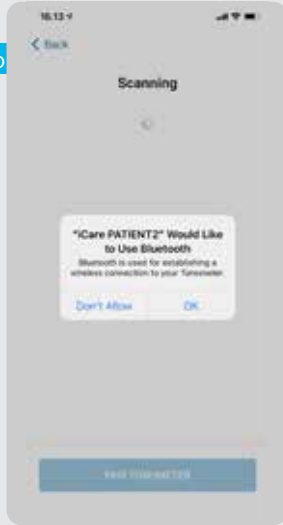 16.13
Back
Scanning
"iCare PATIENT2" Would Like
to Use Bluetooth
Bluetooth is used for establishing a
wireless connection to your Tonometer.
Don't Allow
OK
PAIR TONOMETER